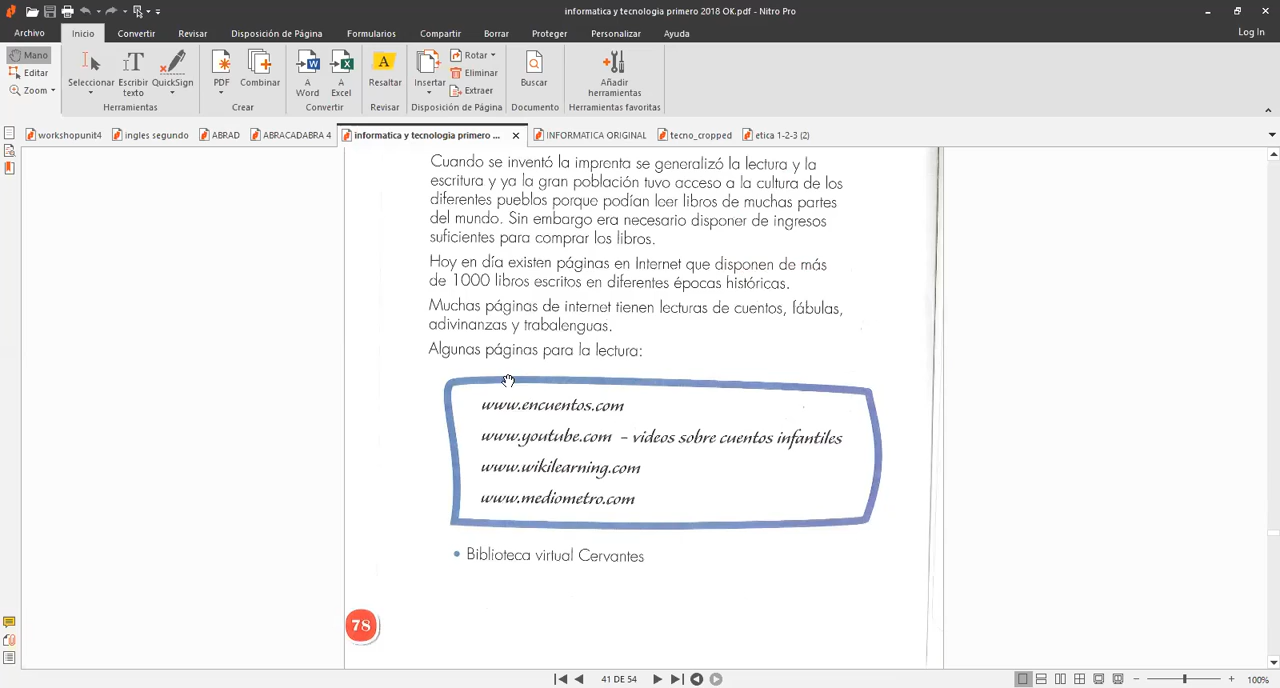 informatica y tecnologia primero 2018 OK.pdf - Nitro Pro
Archivo Inicio Convertir Revisar Disposición de Página Formularios Compartir Borrar Proteger Personalizar Ayuda Log In
Mano
Editar
Zoom
Seleccionar
Escribir texto
QuickSign
Herramientas
PDF
Combinar
Crear
A Word
A Excel
Convertir
Resaltar
Revisar
Insertar
Rotar
Eliminar
Extraer
Disposición de Página
Buscar
Documento
Añadir herramientas
Herramientas favoritas
workshopunit4 ingles segundo ABRAD ABRACADABRA 4 informatica y tecnologia primero ... INFORMATICA ORIGINAL tecno_cropped etica 1-2-3 (2)
Cuando se inventó la imprenta se generalizó la lectura y la
escritura y ya la gran población tuvo acceso a la cultura de los
diferentes pueblos porque podían leer libros de muchas partes
del mundo. Sin embargo era necesario disponer de ingresos
suficientes para comprar los libros.
Hoy en día existen páginas en Internet que disponen de más
de 1000 libros escritos en diferentes épocas históricas.
Muchas páginas de internet tienen lecturas de cuentos, fábulas,
adivinanzas y trabalenguas.
Algunas páginas para la lectura:
www.encuentos.com
www.youtube.com - videos sobre cuentos infantiles
www.wikilearning.com
www.mediometro.com
• Biblioteca virtual Cervantes
78
41 DE 54
100%